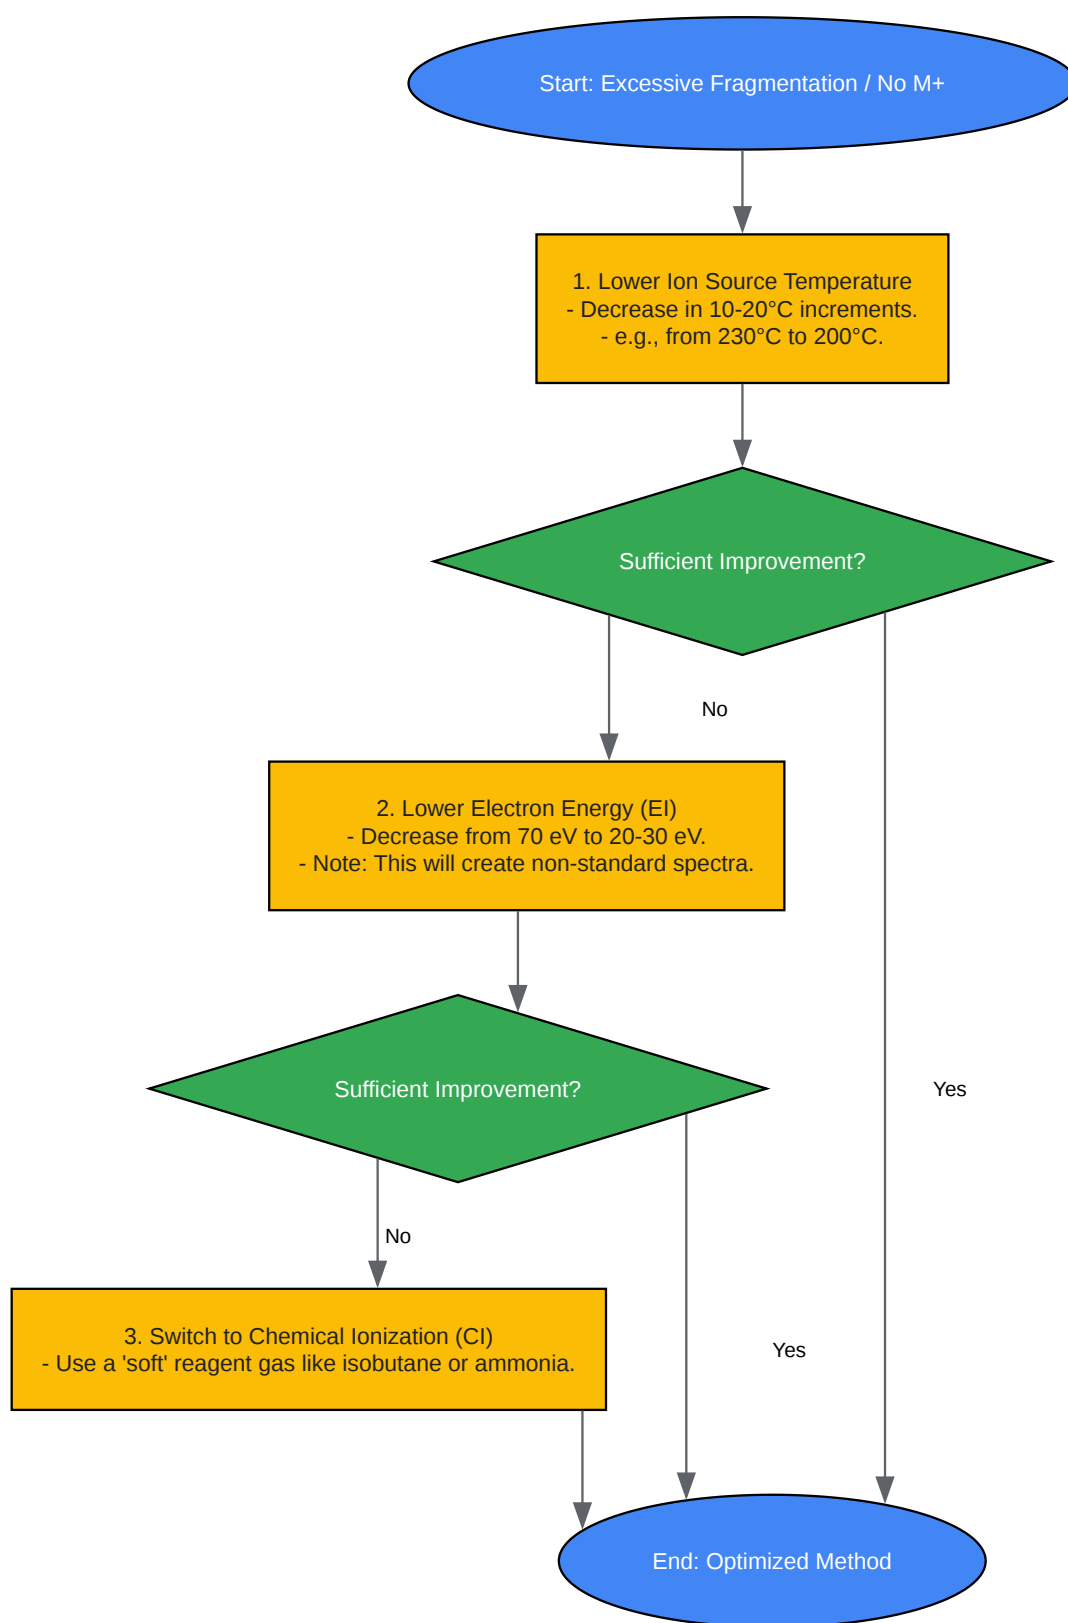 Start: Excessive Fragmentation / No M+
1. Lower Ion Source Temperature
- Decrease in 10-20°C increments.
- e.g., from 230°C to 200°C.
Sufficient Improvement?
No
2. Lower Electron Energy (EI)
- Decrease from 70 eV to 20-30 eV.
- Note: This will create non-standard spectra.
Sufficient Improvement?
Yes
No
3. Switch to Chemical Ionization (CI)
- Use a 'soft' reagent gas like isobutane or ammonia.
Yes
End: Optimized Method